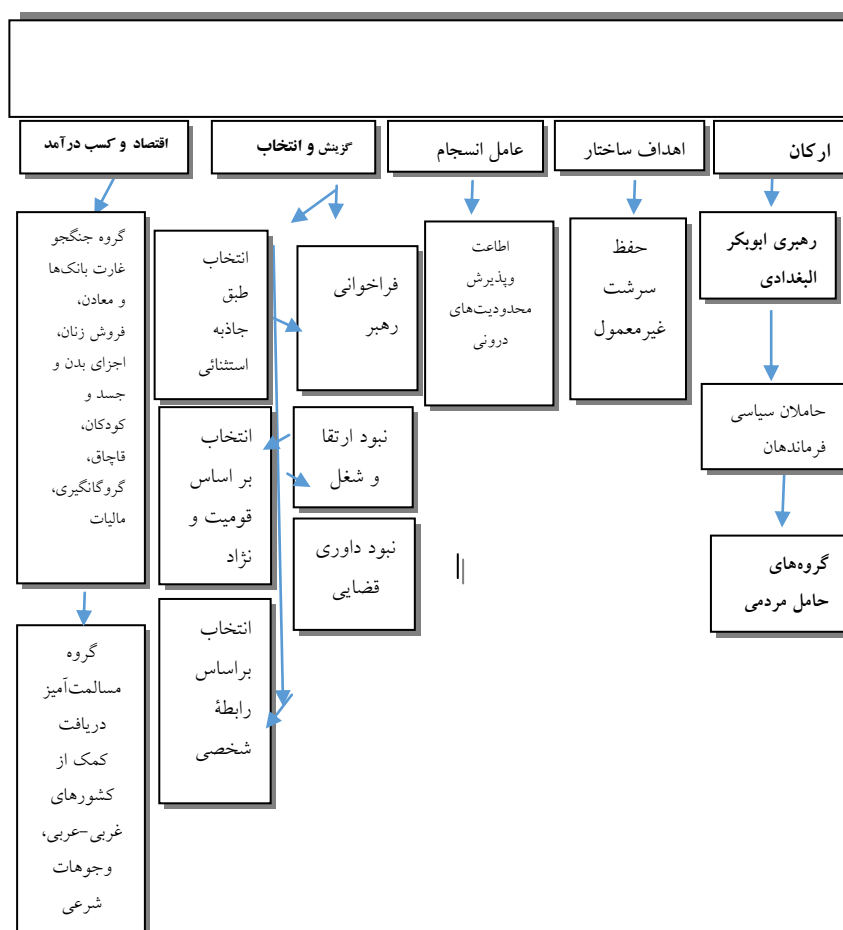 ارکان
اهداف ساختار
عامل انسجام
گزینش و انتخاب
اقتصاد و کسب درآمد
رهبری ابوبکر
البغدادی
حاملان سیاسی
فرماندهان
گروه‌های
حامل مردمی
حفظ
سرشت
غیرمعمول
اطاعت
وپذیرش
محدودیت‌های
درونی
فراخوانی
رهبر
نبود ارتقا
و شغل
نبود داوری
قضایی
انتخاب
طبق
جاذبه
استثنائی
انتخاب
بر اساس
قومیت و
نژاد
انتخاب
براساس
رابطهٔ
شخصی
گروه جنگجو
غارت بانک‌ها
و معادن،
فروش زنان،
اجزای بدن و
جسد و
کودکان،
قاچاق،
گروگانگیری،
مالیات
گروه
مسالمت‌آمیز
دریافت
کمک از
کشورهای
غربی–عربی،
وجوهات
شرعی